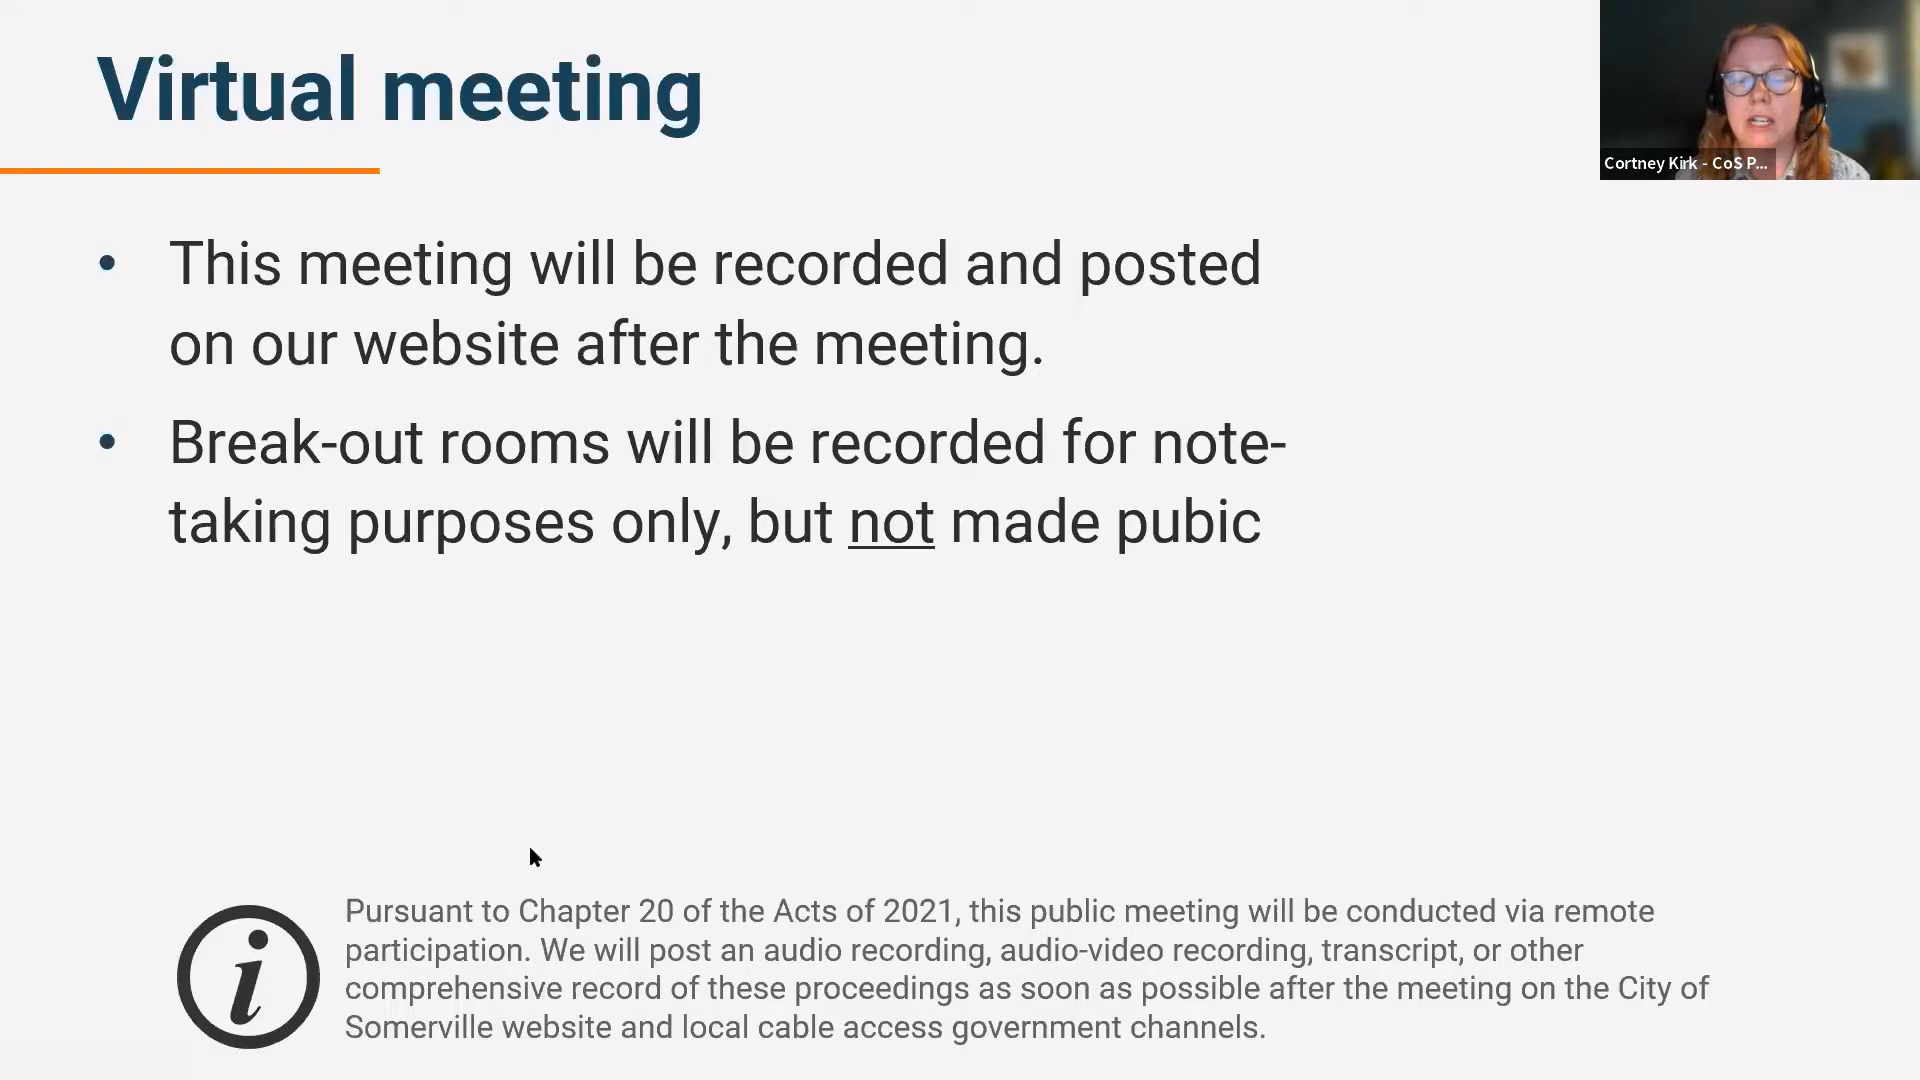 Virtual meeting
Cortney Kirk - CoS P...
• This meeting will be recorded and posted
on our website after the meeting.
• Break-out rooms will be recorded for note-
taking purposes only, but not made pubic
i
Pursuant to Chapter 20 of the Acts of 2021, this public meeting will be conducted via remote
participation. We will post an audio recording, audio-video recording, transcript, or other
comprehensive record of these proceedings as soon as possible after the meeting on the City of
Somerville website and local cable access government channels.